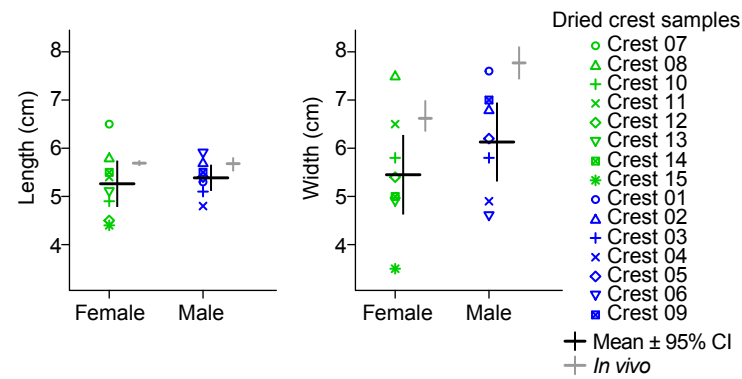 Length (cm)
8
7
6
5
4
Female Male
Width (cm)
8
7
6
5
4
Female Male
Dried crest samples
Crest 07
Crest 08
Crest 10
Crest 11
Crest 12
Crest 13
Crest 14
Crest 15
Crest 01
Crest 02
Crest 03
Crest 04
Crest 05
Crest 06
Crest 09
Mean ± 95% CI
In vivo